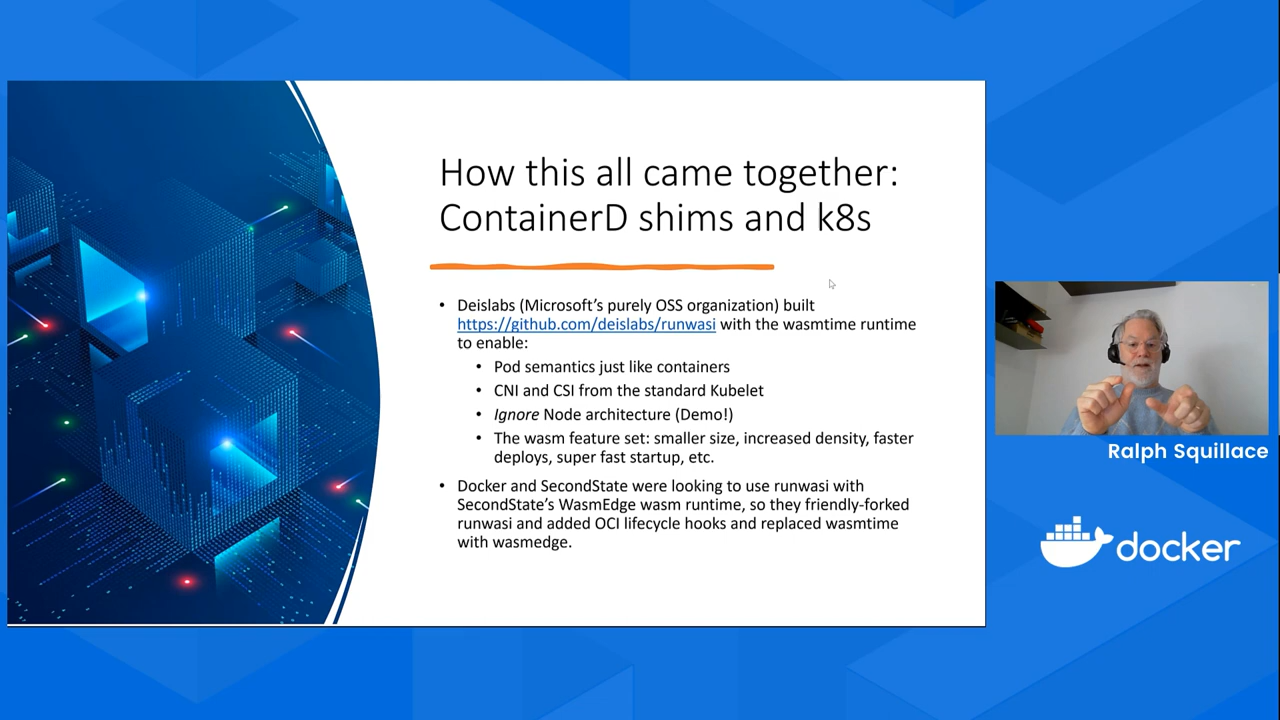 How this all came together:
ContainerD shims and k8s
• Deislabs (Microsoft's purely OSS organization) built
https://github.com/deislabs/runwasi with the wasmtime runtime
to enable:
• Pod semantics just like containers
• CNI and CSI from the standard Kubelet
• Ignore Node architecture (Demo!)
• The wasm feature set: smaller size, increased density, faster
deploys, super fast startup, etc.
• Docker and SecondState were looking to use runwasi with
SecondState's WasmEdge wasm runtime, so they friendly-forked
runwasi and added OCI lifecycle hooks and replaced wasmtime
with wasmedge.
Ralph Squillace
docker